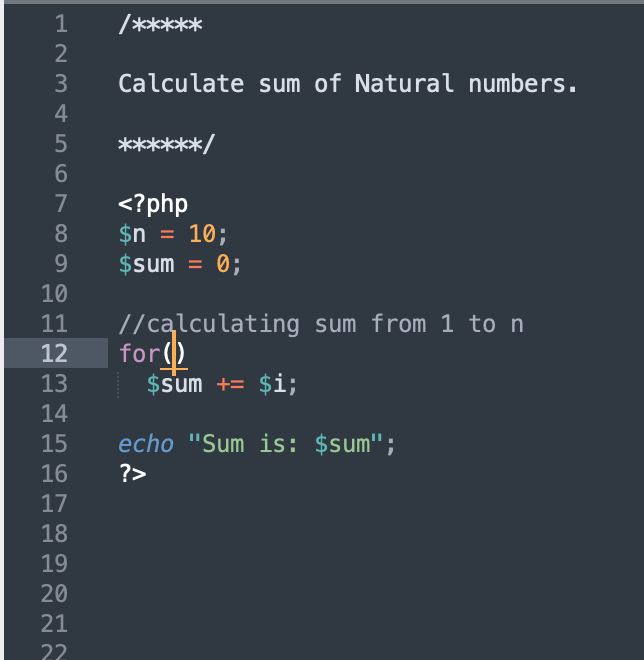 1 /*****
2
3 Calculate sum of Natural numbers.
4
5 ******/
6
7 <?php
8 $n = 10;
9 $sum = 0;
10
11 //calculating sum from 1 to n
12 for()
13 $sum += $i;
14
15 echo "Sum is: $sum";
16 ?>
17
18
19
20
21
22